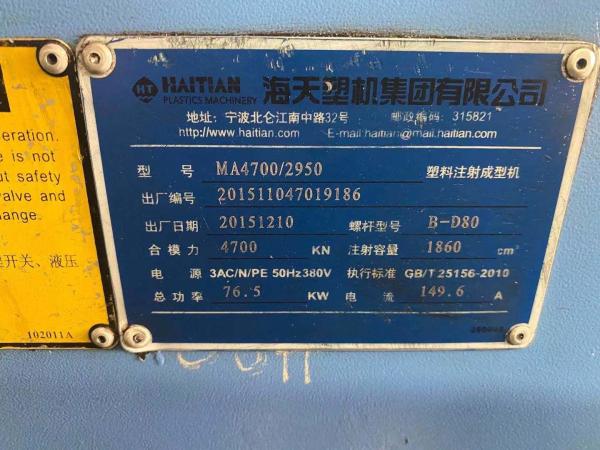 eration.
e is not
ut safety
valve and
ange.
开关、液压
102011A
HT HAITIAN 海天塑机集团有限公司
PLASTICS MACHINERY
地址: 宁波北仑江南中路32号 邮政编码: 315821
http://www.haitian.com E-mail:haitian@mail.haitian.com
型 号 MA4700/2950 塑料注射成型机
出厂编号 201511047019186
出厂日期 20151210 螺杆型号 B-D80
合模力 4700 KN 注射容量 1860 cm³
电 源 3AC/N/PE 50Hz380V 执行标准 GB/T25156-2010
总功率 76.5 KW 电 流 149.6 A